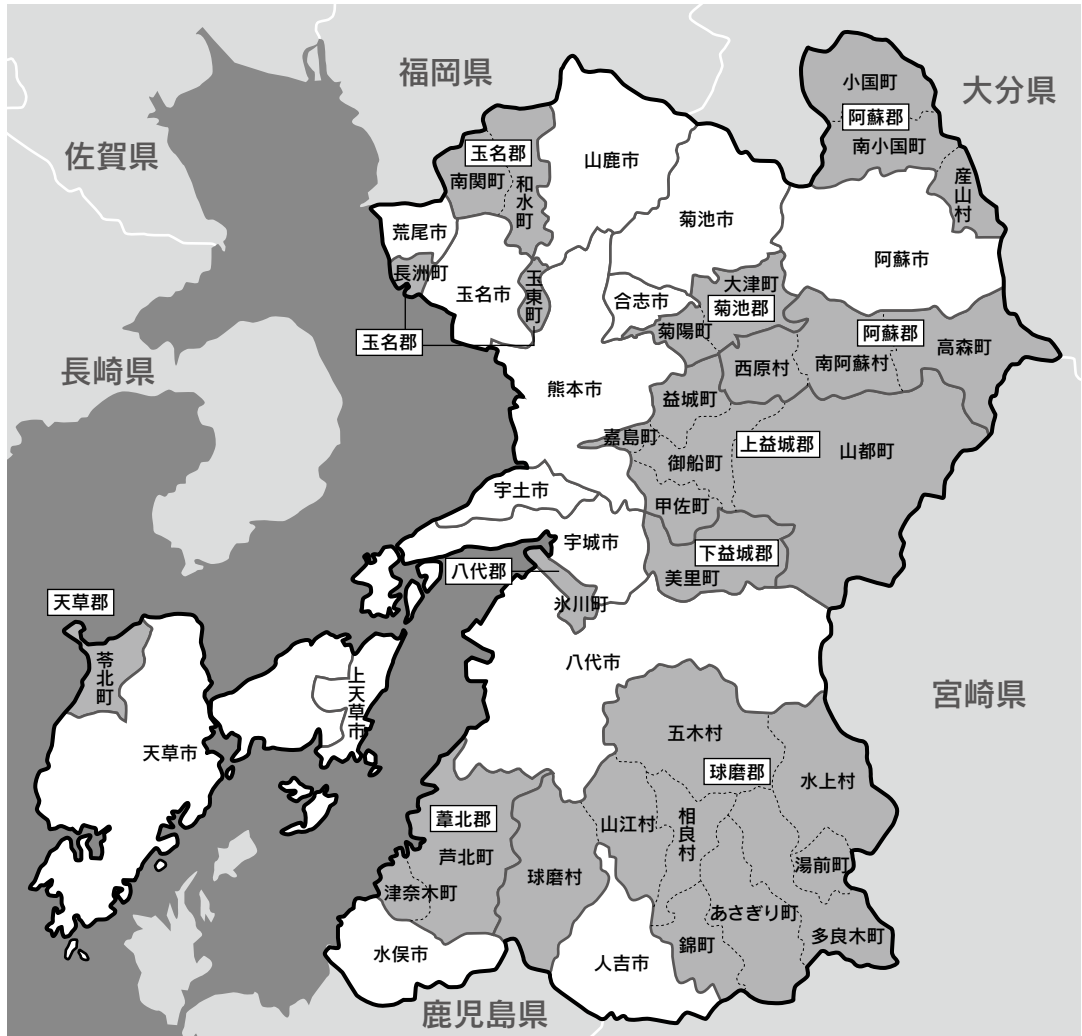 福岡県
大分県
佐賀県
長崎県
宮崎県
鹿児島県
小国町
阿蘇郡
南小国町
産山村
玉名郡
南関町
和水町
山鹿市
菊池市
阿蘇市
荒尾市
長洲町
玉名市
玉東町
玉名郡
合志市
大津町
菊池郡
菊陽町
阿蘇郡
高森町
西原村
南阿蘇村
熊本市
益城町
嘉島町
御船町
上益城郡
山都町
甲佐町
宇土市
宇城市
下益城郡
美里町
八代郡
氷川町
八代市
天草郡
苓北町
上天草市
天草市
五木村
球磨郡
水上村
葦北郡
芦北町
山江村
相良村
湯前町
津奈木町
球磨村
あさぎり町
多良木町
錦町
水俣市
人吉市